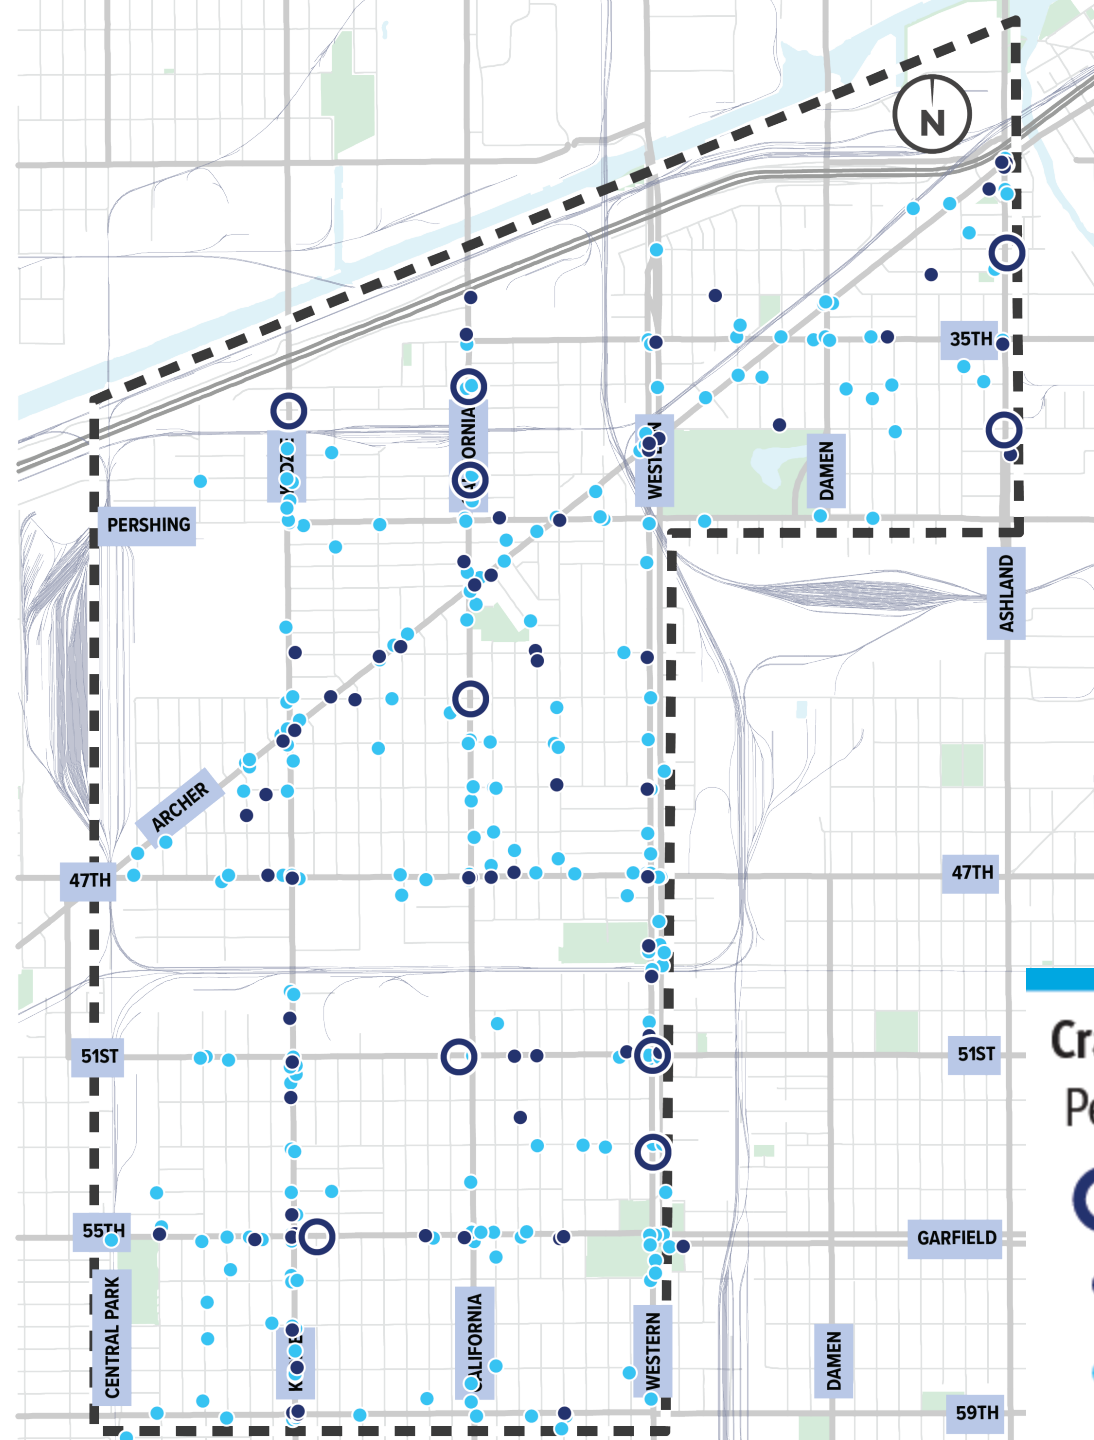 N
35TH
WESTERN
DAMEN
PERSHING
ASHLAND
ARCHER
47TH
47TH
51ST
51ST
55TH
GARFIELD
CENTRAL PARK
CALIFORNIA
WESTERN
DAMEN
59TH